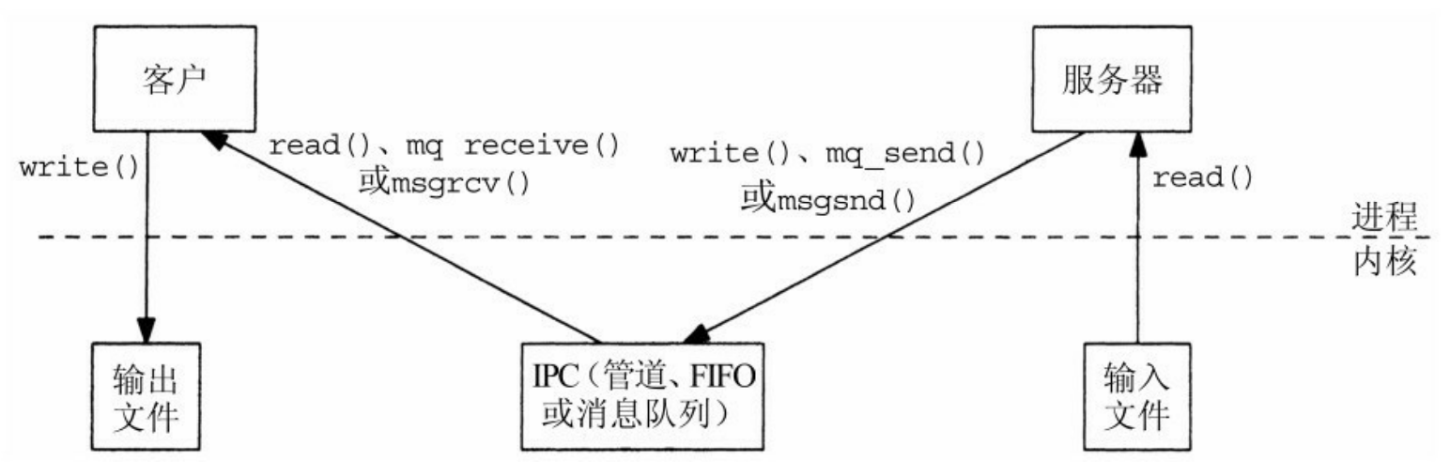 客户
服务器
write()
read()、mq receive()
或msgrcv()
write()、mq_send()
或msgsnd()
read()
进程
内核
输出
文件
IPC（管道、FIFO
或消息队列）
输入
文件